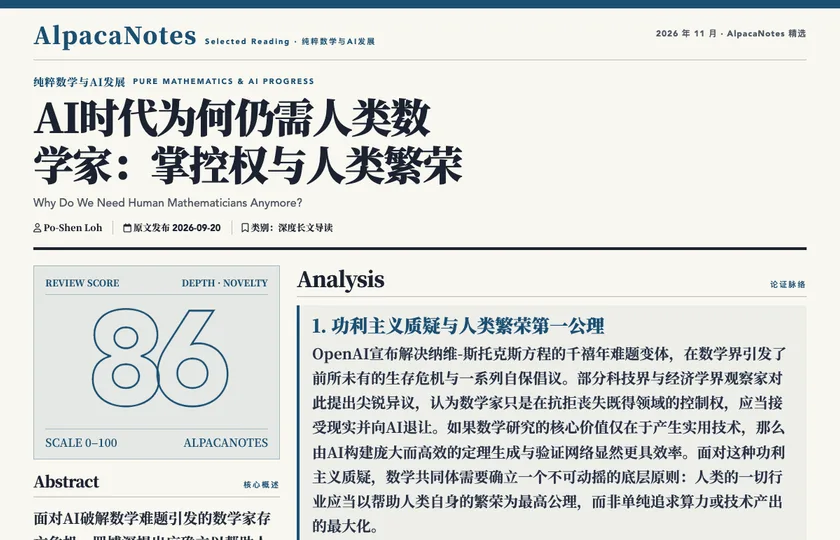 AlpacaNotes Selected Reading · 纯粹数学与AI发展
2026 年 11 月 · AlpacaNotes 精选
纯粹数学与AI发展 PURE MATHEMATICS & AI PROGRESS
AI时代为何仍需人类数
学家：掌控权与人类繁荣
Why Do We Need Human Mathematicians Anymore?
Po-Shen Loh 原文发布 2026-09-20 类别：深度长文导读
REVIEW SCORE DEPTH · NOVELTY
86
SCALE 0–100 ALPACANOTES
Abstract 核心概述
面对AI破解数学难题引发的数学家存
Analysis 论证脉络
1. 功利主义质疑与人类繁荣第一公理
OpenAI宣布解决纳维-斯托克斯方程的千禧年难题变体，在数学界引发了
前所未有的生存危机与一系列自保倡议。部分科技界与经济学界观察家对
此提出尖锐异议，认为数学家只是在抗拒丧失既得领域的控制权，应当接
受现实并向AI退让。如果数学研究的核心价值仅在于产生实用技术，那么
由AI构建庞大而高效的定理生成与验证网络显然更具效率。面对这种功利
主义质疑，数学共同体需要确立一个不可动摇的底层原则：人类的一切行
业应当以帮助人类自身的繁荣为最高公理，而非单纯追求算力或技术产出
的最大化。